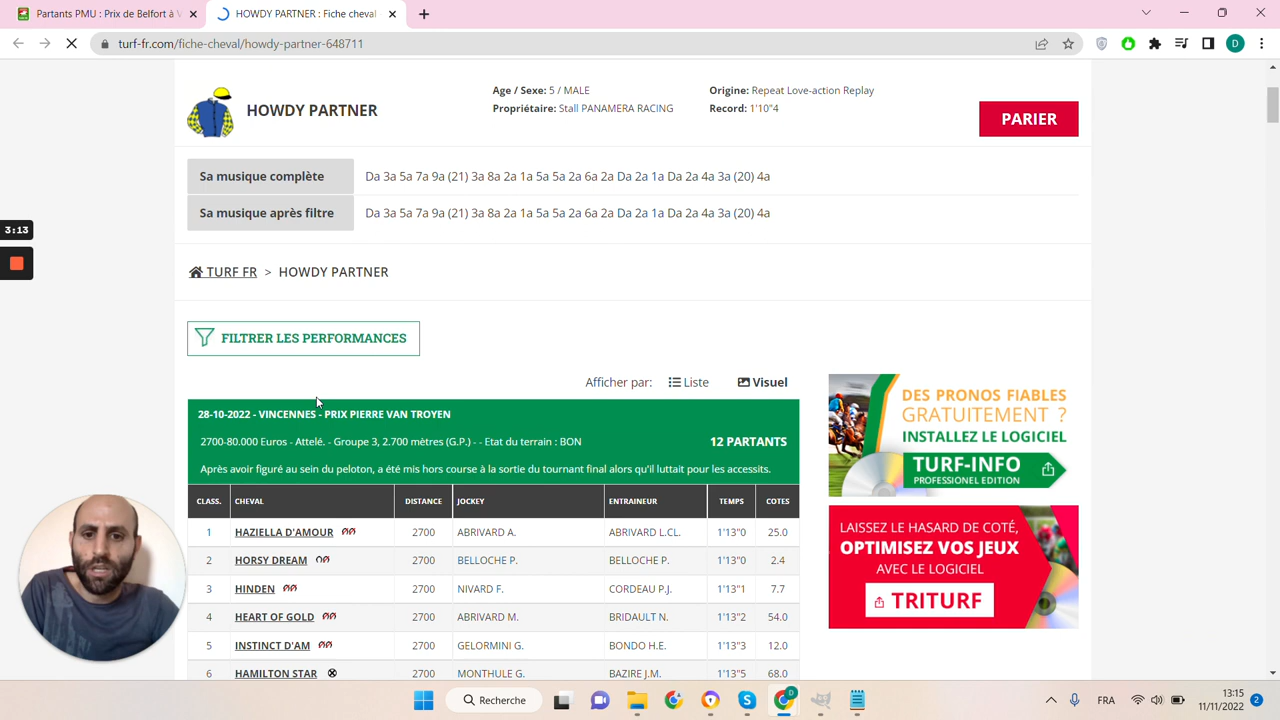 Partants PMU : Prix de Belfort à V
HOWDY PARTNER : Fiche cheval
turf-fr.com/fiche-cheval/howdy-partner-648711
D
HOWDY PARTNER
Age / Sexe: 5 / MALE
Propriétaire: Stall PANAMERA RACING
Origine: Repeat Love-action Replay
Record: 1'10"4
PARIER
Sa musique complète
Da 3a 5a 7a 9a (21) 3a 8a 2a 1a 5a 5a 2a 6a 2a Da 2a 1a Da 2a 4a 3a (20) 4a
Sa musique après filtre
Da 3a 5a 7a 9a (21) 3a 8a 2a 1a 5a 5a 2a 6a 2a Da 2a 1a Da 2a 4a 3a (20) 4a
3:13
TURF FR > HOWDY PARTNER
FILTRER LES PERFORMANCES
Afficher par: Liste Visuel
28-10-2022 - VINCENNES - PRIX PIERRE VAN TROYEN
2700-80.000 Euros - Attelé. - Groupe 3, 2.700 mètres (G.P.) - - Etat du terrain : BON
12 PARTANTS
Après avoir figuré au sein du peloton, a été mis hors course à la sortie du tournant final alors qu'il luttait pour les accessits.
CLASS. CHEVAL DISTANCE JOCKEY ENTRAINEUR TEMPS COTES
1 HAZIELLA D'AMOUR 2700 ABRIVARD A. ABRIVARD L.CL. 1'13"0 25.0
2 HORSY DREAM 2700 BELLOCHE P. BELLOCHE P. 1'13"0 2.4
3 HINDEN 2700 NIVARD F. CORDEAU P.J. 1'13"1 7.7
4 HEART OF GOLD 2700 ABRIVARD M. BRIDAULT N. 1'13"2 54.0
5 INSTINCT D'AM 2700 GELORMINI G. BONDO H.E. 1'13"3 12.0
6 HAMILTON STAR 2700 MONTHULE G. BAZIRE J.M. 1'13"5 68.0
DES PRONOS FIABLES
GRATUITEMENT ?
INSTALLEZ LE LOGICIEL
TURF-INFO
PROFESSIONEL EDITION
LAISSEZ LE HASARD DE COTÉ,
OPTIMISEZ VOS JEUX
AVEC LE LOGICIEL
TRITURF
Recherche
D
FRA
13:15
11/11/2022
2